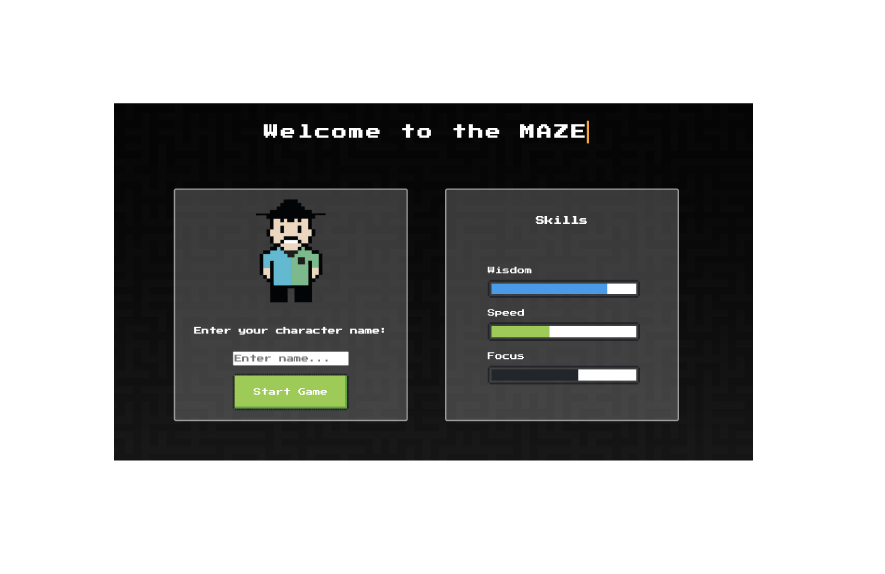 Welcome to the MAZE
Enter your character name:
Enter name...
Start Game
Skills
Wisdom
Speed
Focus